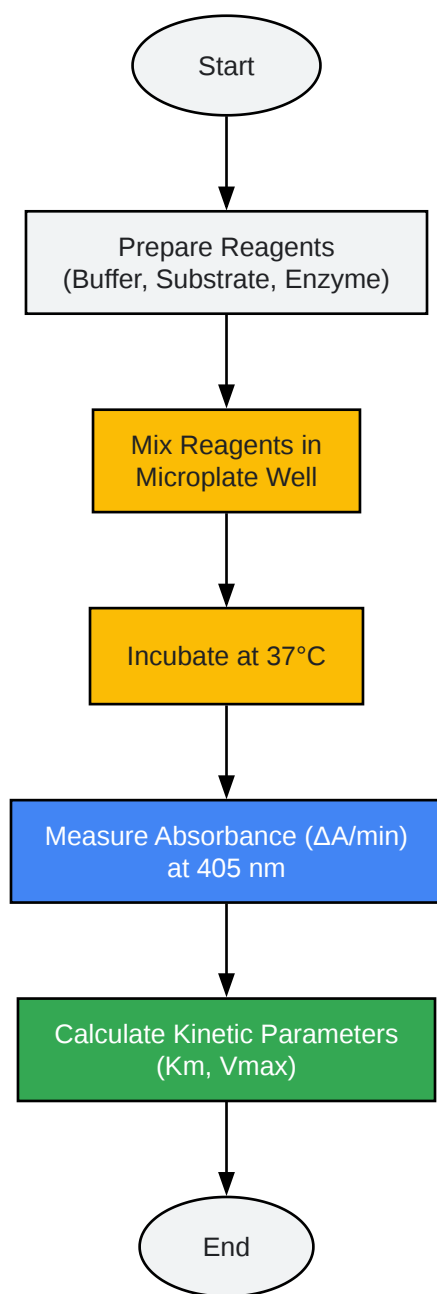 Start
Prepare Reagents
(Buffer, Substrate, Enzyme)
Mix Reagents in
Microplate Well
Incubate at 37°C
Measure Absorbance (ΔA/min)
at 405 nm
Calculate Kinetic Parameters
(Km, Vmax)
End